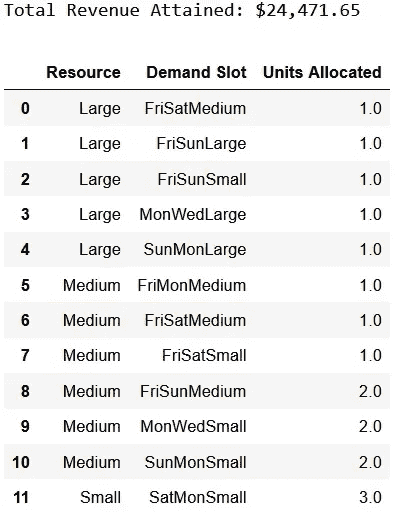 Total Revenue Attained: $24,471.65
Resource Demand Slot Units Allocated
0 Large FriSatMedium 1.0
1 Large FriSunLarge 1.0
2 Large FriSunSmall 1.0
3 Large MonWedLarge 1.0
4 Large SunMonLarge 1.0
5 Medium FriMonMedium 1.0
6 Medium FriSatMedium 1.0
7 Medium FriSatSmall 1.0
8 Medium FriSunMedium 2.0
9 Medium MonWedSmall 2.0
10 Medium SunMonSmall 2.0
11 Small SatMonSmall 3.0